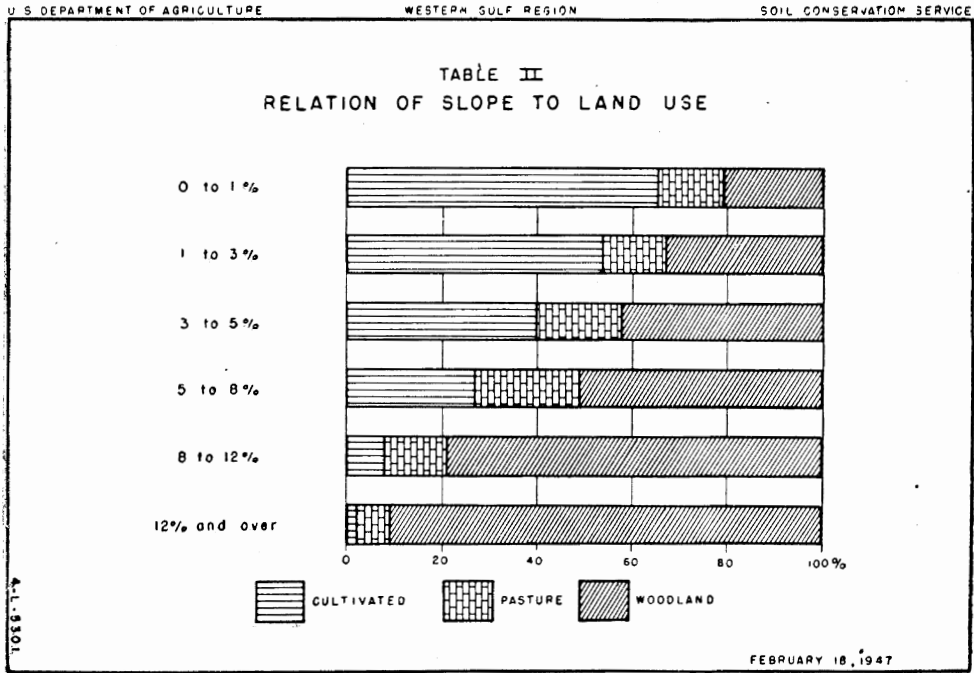 U S DEPARTMENT OF AGRICULTURE WESTERN GULF REGION SOIL CONSERVATION SERVICE
TABLE II
RELATION OF SLOPE TO LAND USE
0 to 1%
1 to 3%
3 to 5%
5 to 8%
8 to 12%
12% and over
0 20 40 60 80 100%
CULTIVATED PASTURE WOODLAND
4-L-5301
FEBRUARY 18, 1947